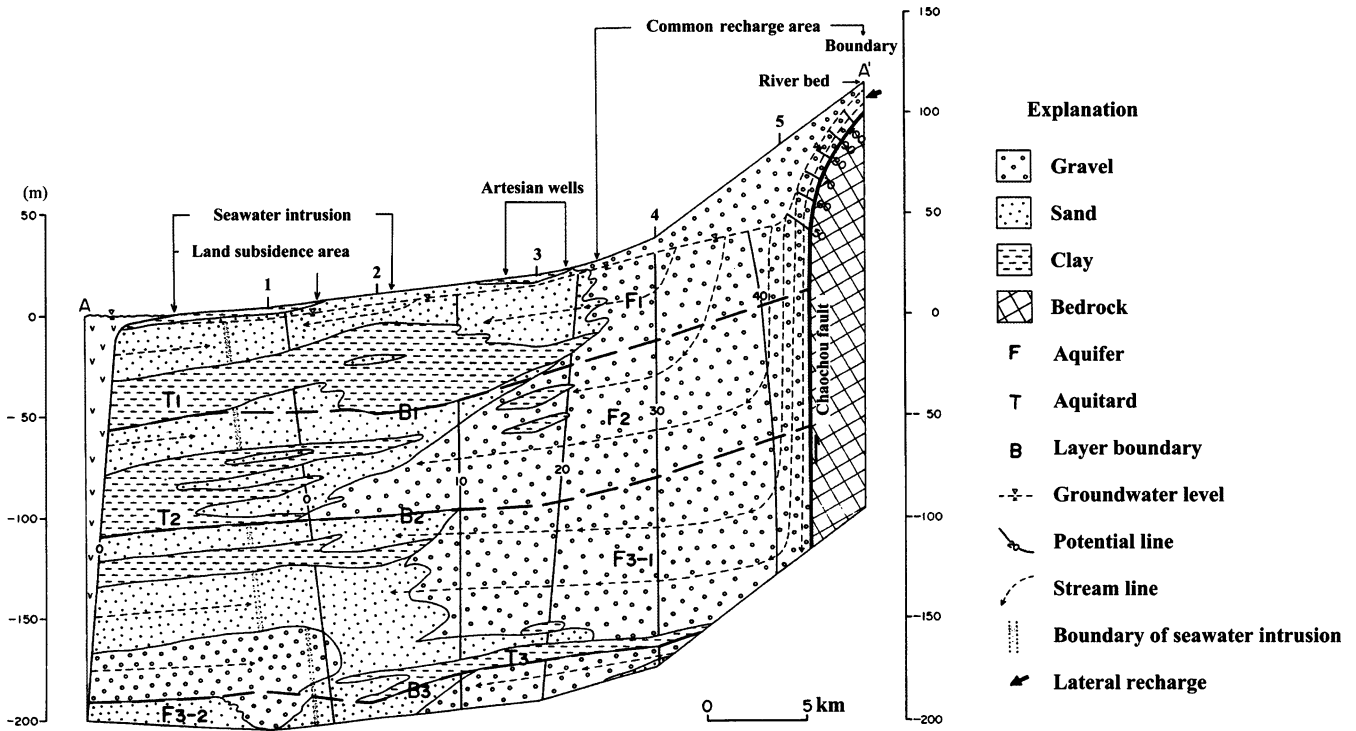 150
Common recharge area
Boundary
A'
River bed
100
5
Explanation
Gravel
(m)
Artesian wells
50
Seawater intrusion
4
50
Sand
Land subsidence area
3
2
1
Clay
A
0
F1
40
0
Bedrock
Chaochou fault
F Aquifer
T1
B1
F2
30
-50
-50
T Aquitard
B Layer boundary
20
10
0
T2
B2
-100
-100
Groundwater level
0
F3-1
20 Potential line
Stream line
-150
-150
Boundary of seawater intrusion
T3
B3
F3-2
Lateral recharge
0 5 km
-200
-200